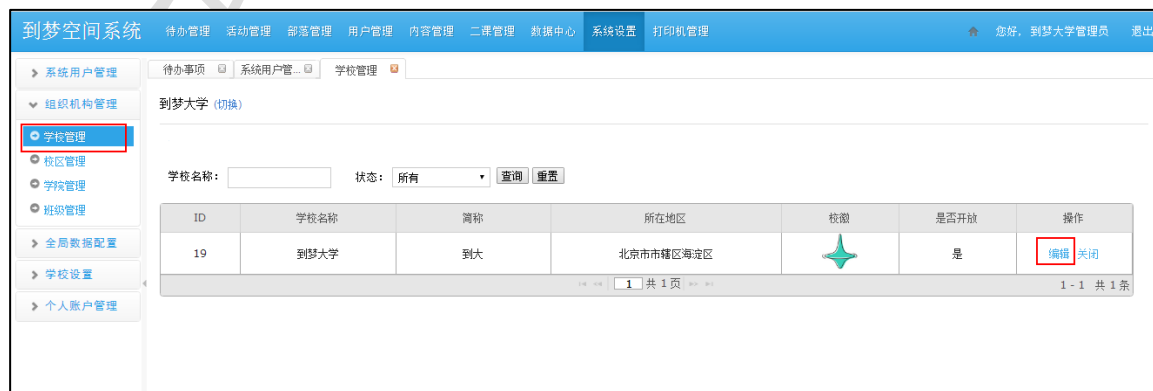 到梦空间系统 待办管理 活动管理 部落管理 用户管理 内容管理 二课管理 数据中心 系统设置 打印机管理 您好, 到梦大学管理员 退出
系统用户管理
组织机构管理
学校管理
校区管理
学院管理
班级管理
全局数据配置
学校设置
个人账户管理
待办事项 系统用户管... 学校管理
到梦大学 (切换)
学校名称: 状态: 所有 查询 重置
ID 学校名称 简称 所在地区 校徽 是否开放 操作
19 到梦大学 到大 北京市市辖区海淀区 是 编辑 关闭
1 共 1 页 1 - 1 共 1 条